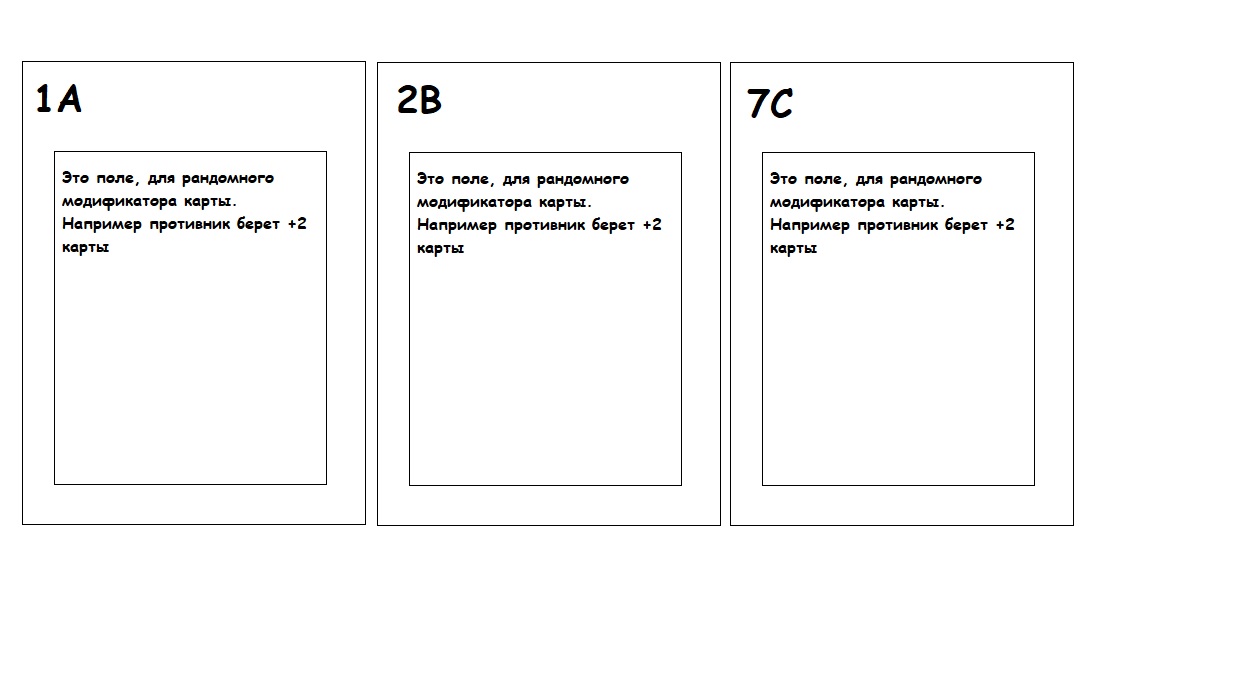 1A
Это поле, для рандомного
модификатора карты.
Например противник берет +2
карты
2B
Это поле, для рандомного
модификатора карты.
Например противник берет +2
карты
7C
Это поле, для рандомного
модификатора карты.
Например противник берет +2
карты